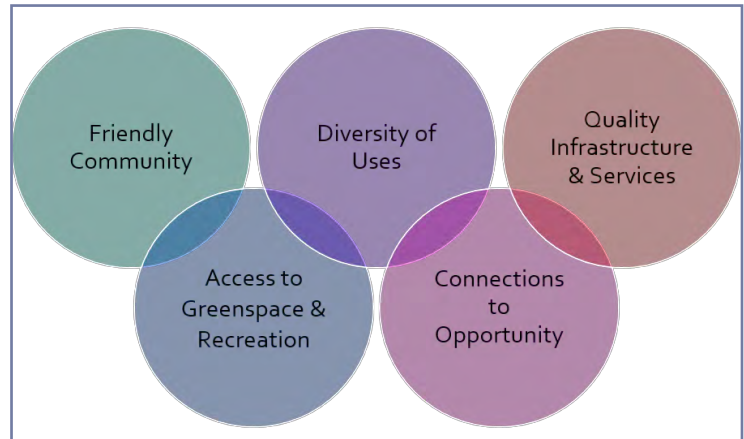 Friendly
Community
Diversity of
Uses
Quality
Infrastructure
& Services
Access to
Greenspace &
Recreation
Connections
to
Opportunity